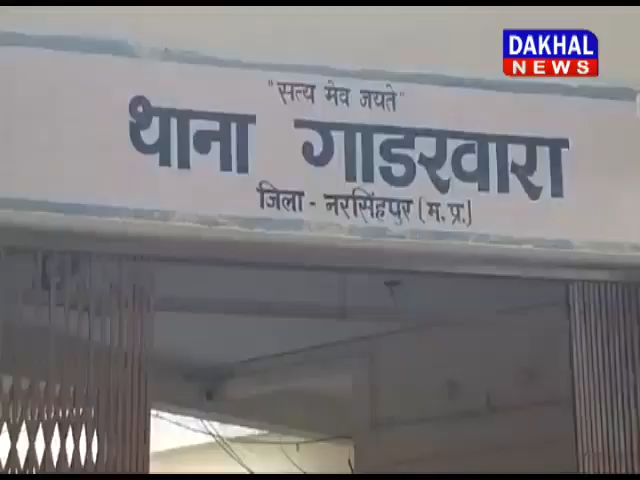 DAKHAL
NEWS
"सत्य मेव जयते"
थाना गाडरवारा
जिला - नरसिंहपुर (म. प्र.)